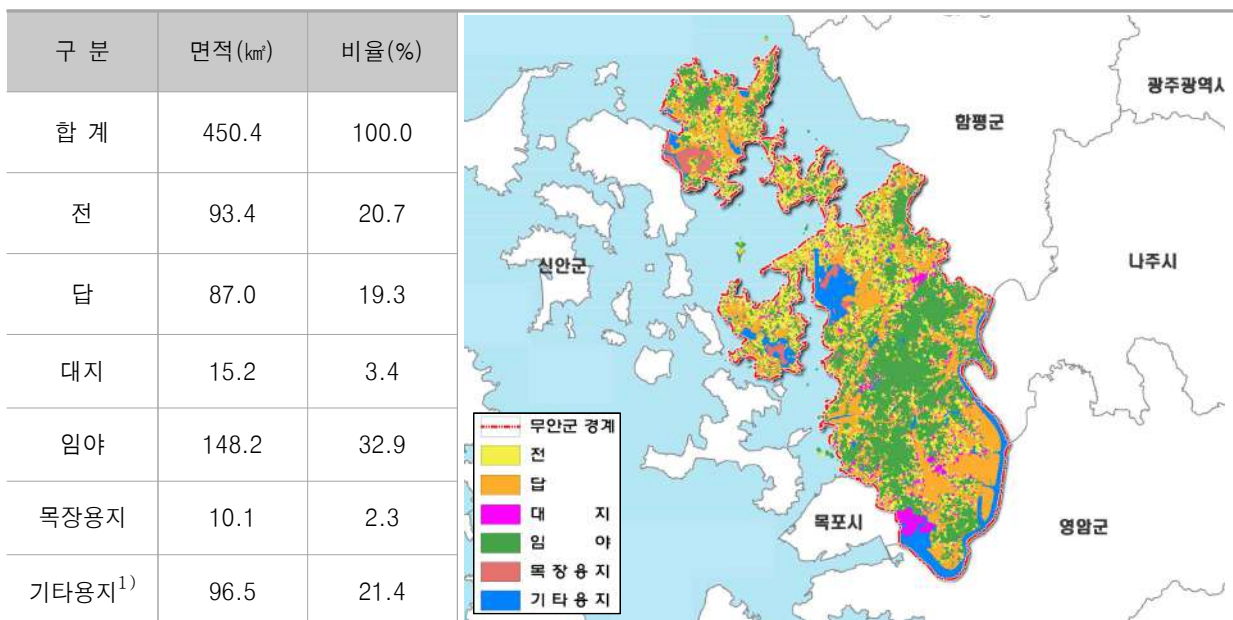 구 분 면적(㎢) 비율(%)
합 계 450.4 100.0
전 93.4 20.7
답 87.0 19.3
대지 15.2 3.4
임야 148.2 32.9
목장용지 10.1 2.3
기타용지1) 96.5 21.4
광주광역시
함평군
나주시
신안군
목포시
영암군
무안군 경계
전
답
대 지
임 야
목 장 용 지
기 타 용 지